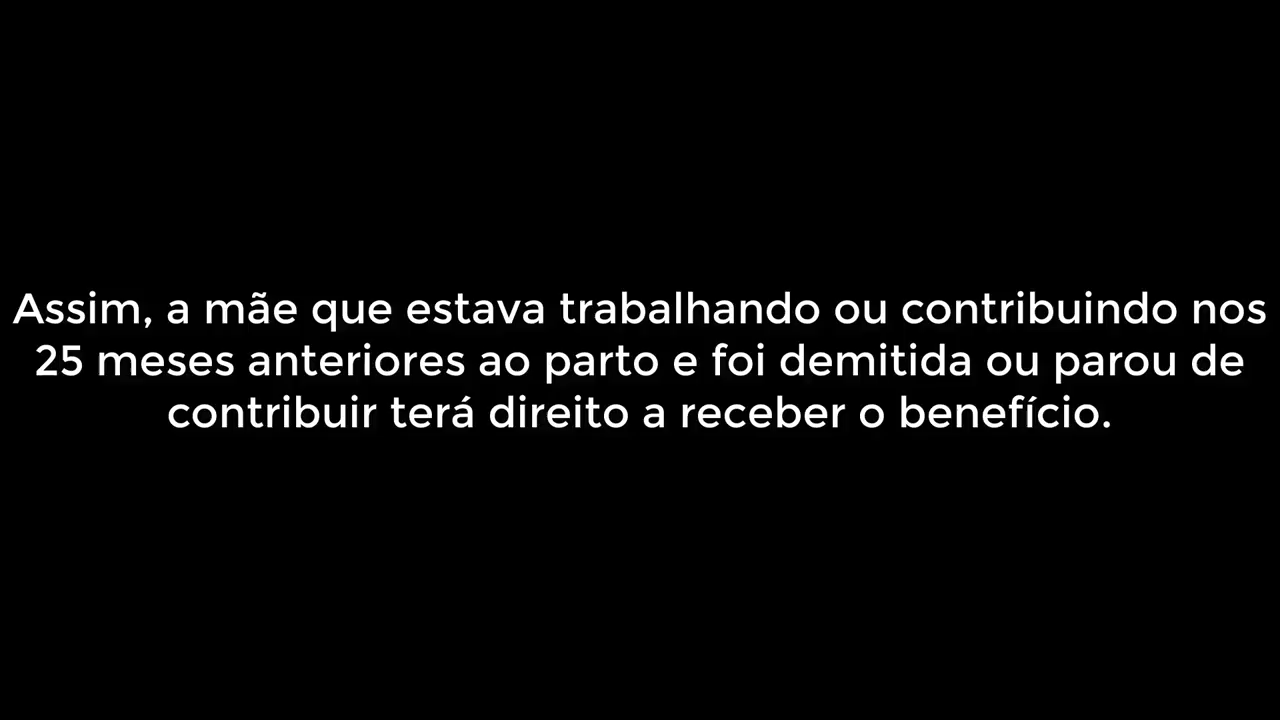 Assim, a mãe que estava trabalhando ou contribuindo nos
25 meses anteriores ao parto e foi demitida ou parou de
contribuir terá direito a receber o benefício.